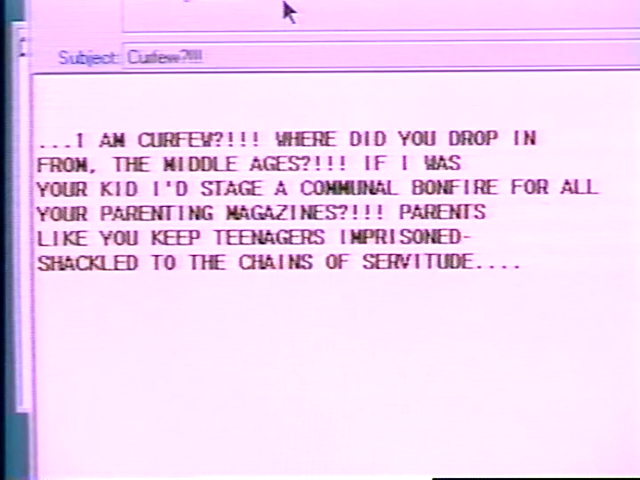 Subject: Curfew?!!!
...1 AM CURFEW?!!! WHERE DID YOU DROP IN
FROM, THE MIDDLE AGES?!!! IF I WAS
YOUR KID I'D STAGE A COMMUNAL BONFIRE FOR ALL
YOUR PARENTING MAGAZINES?!!! PARENTS
LIKE YOU KEEP TEENAGERS IMPRISONED-
SHACKLED TO THE CHAINS OF SERVITUDE....